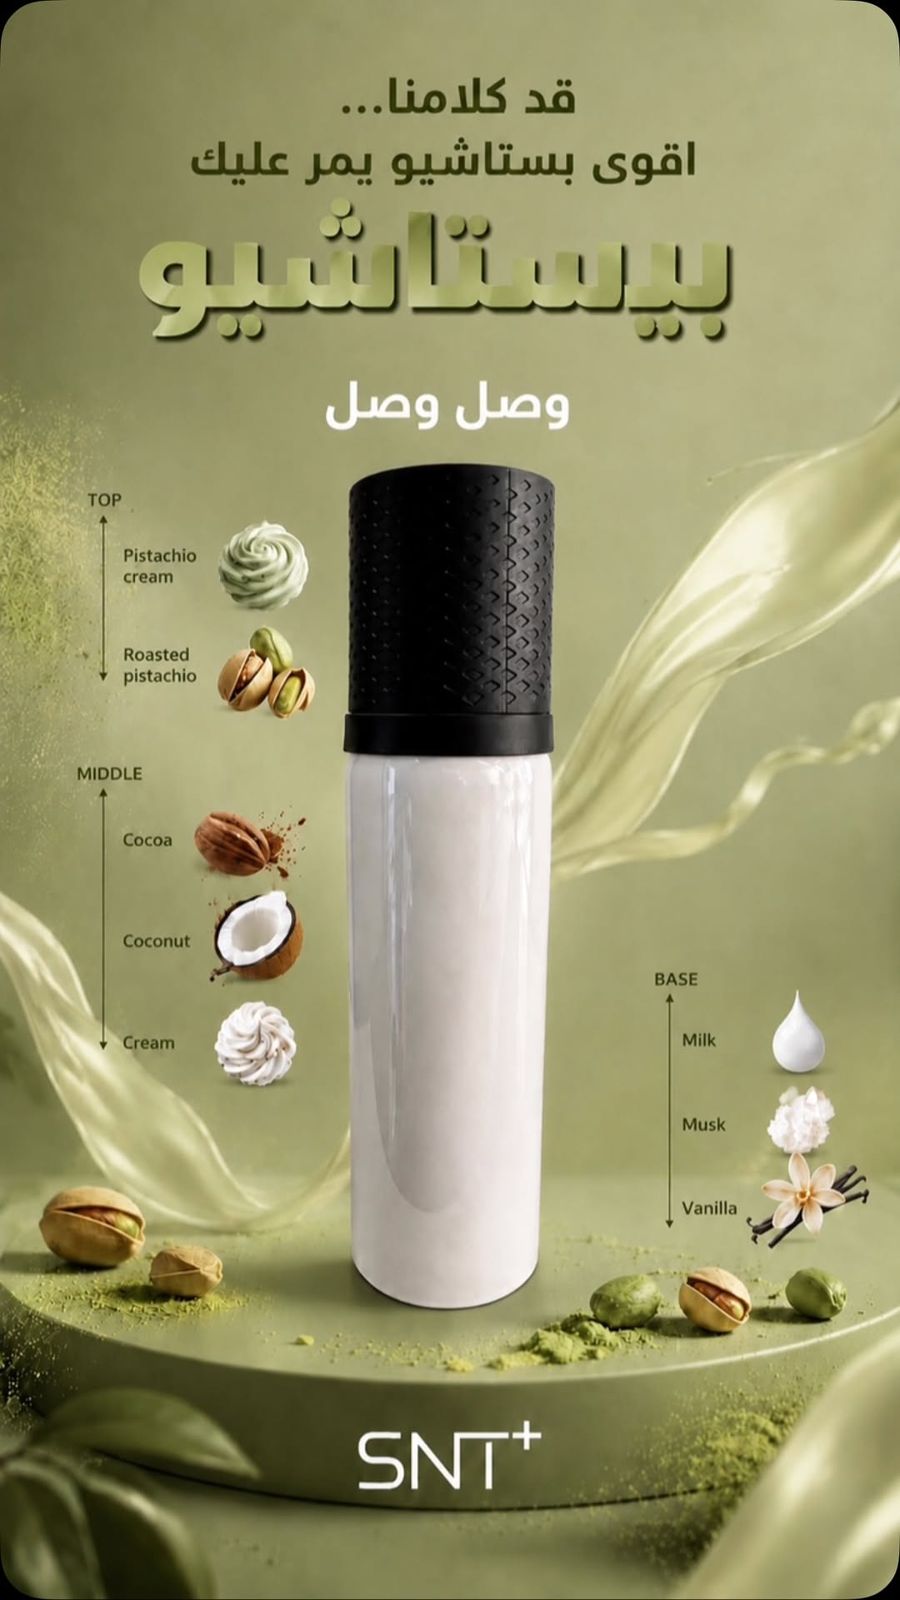 قد كلامنا...
اقوى بستاشيو يمر عليك
بيستاشيو
وصل وصل
TOP
Pistachio
cream
Roasted
pistachio
MIDDLE
Cocoa
Coconut
Cream
BASE
Milk
Musk
Vanilla
SNT+